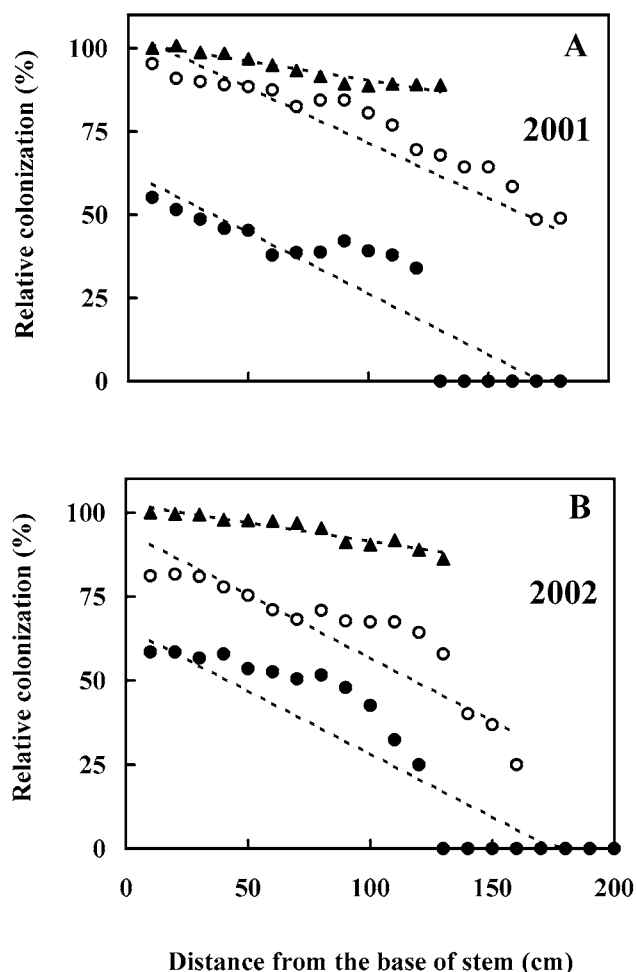 A
2001
Relative colonization (%)
100
75
50
25
0
B
2002
Relative colonization (%)
100
75
50
25
0
0 50 100 150 200
Distance from the base of stem (cm)